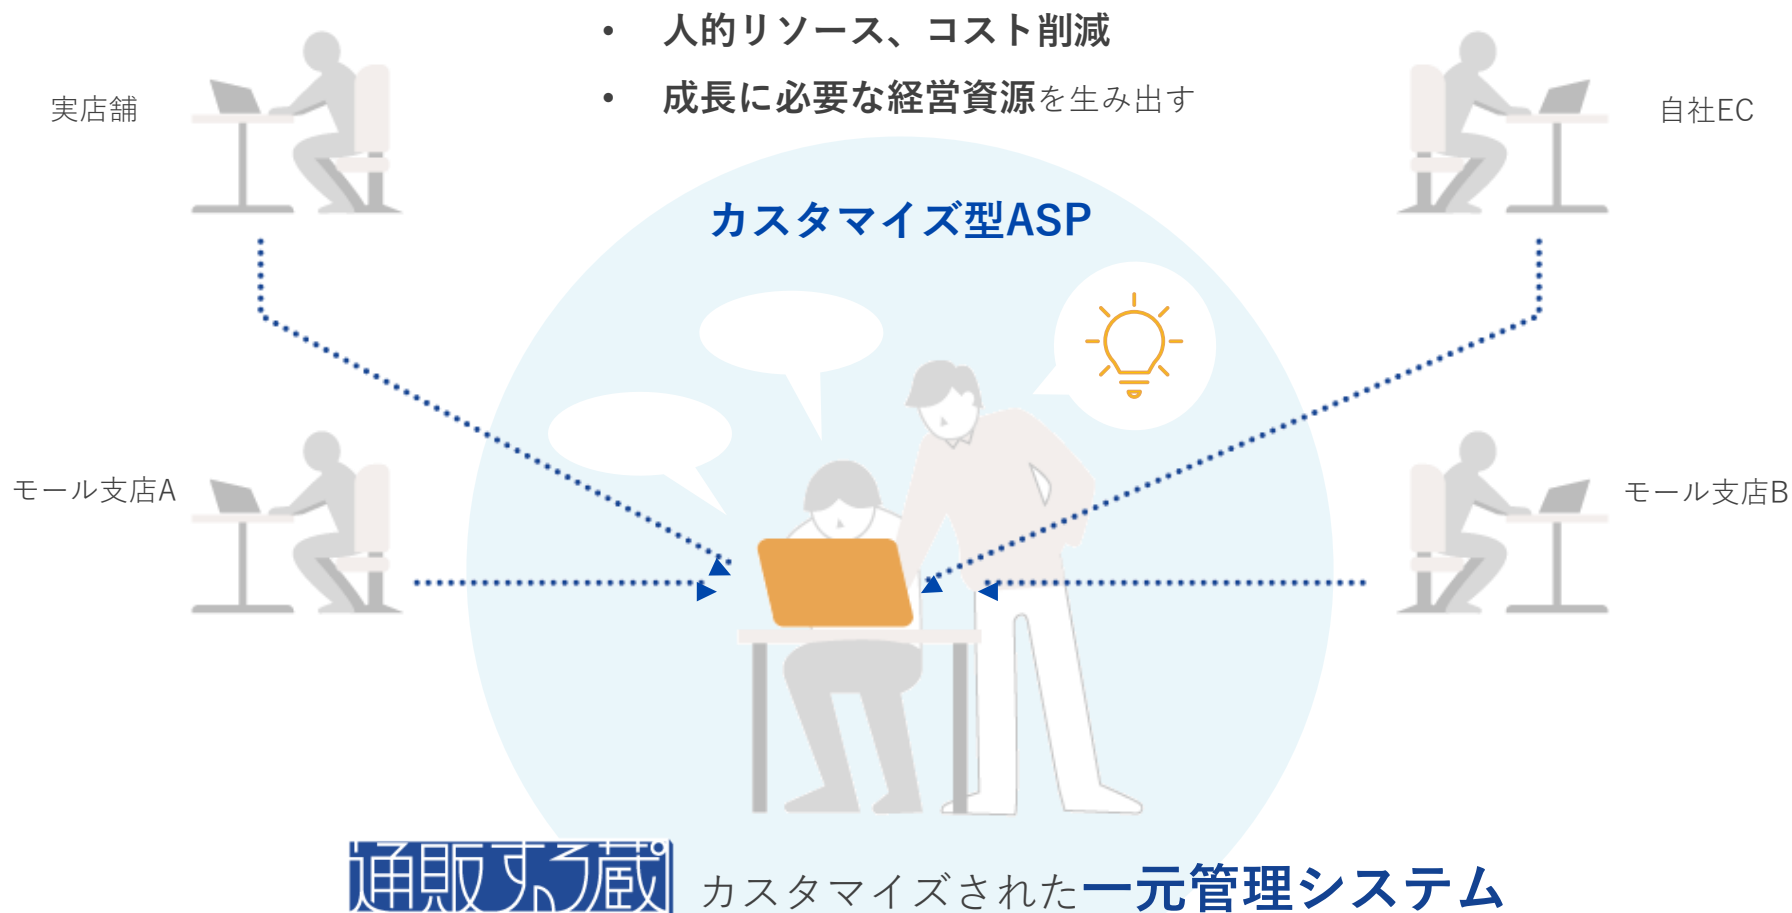 • 人的リソース、コスト削減
• 成長に必要な経営資源を生み出す
実店舗
自社EC
カスタマイズ型ASP
モール支店A
モール支店B
通販する蔵 カスタマイズされた一元管理システム